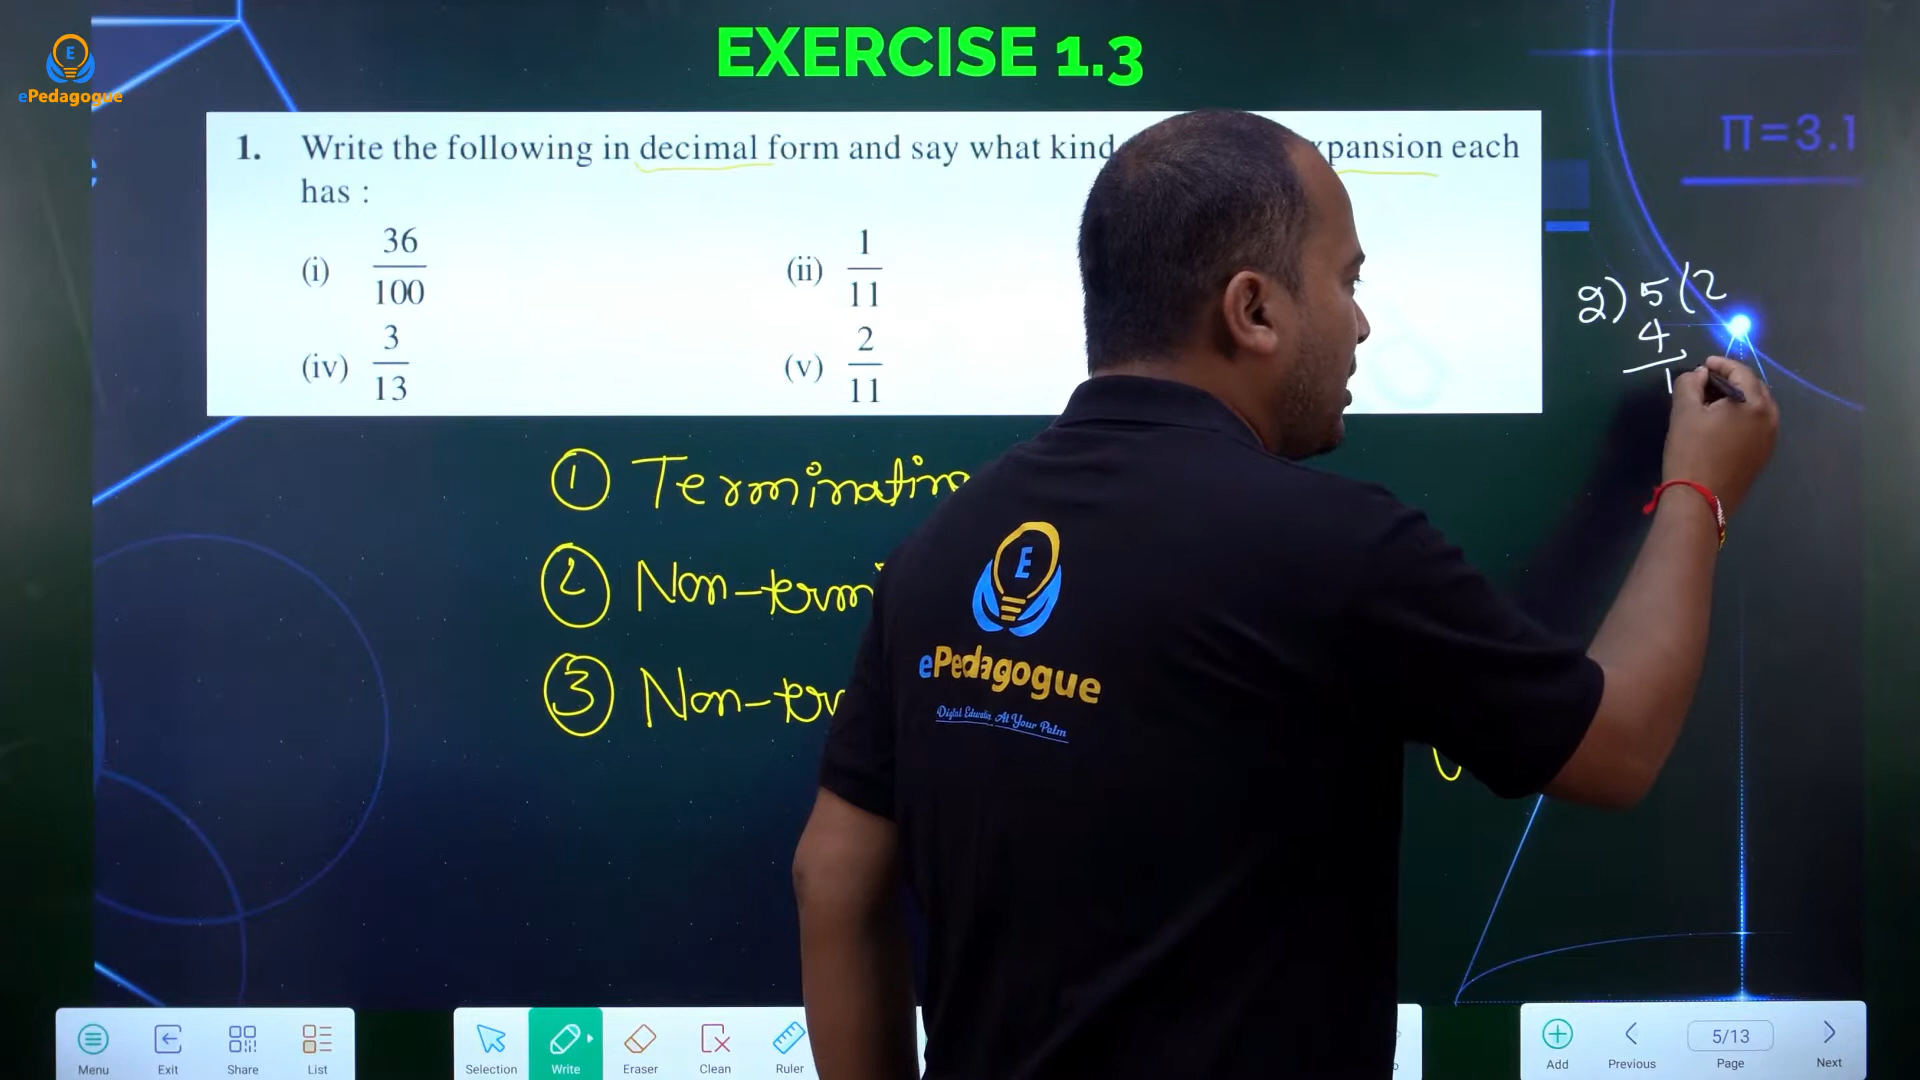 EXERCISE 1.3
E
ePedagogue
Π=3.1
1. Write the following in decimal form and say what kind pansion each
has :
(i) 36/100 (ii) 1/11
(iv) 3/13 (v) 2/11
2) 5 (2
4
1
1 Terminatin
2 Non-termi
3 Non-ter
E
ePedagogue
Digital Education At Your Palm
Menu Exit Share List Selection Write Eraser Clean Ruler Add Previous 5/13 Page Next